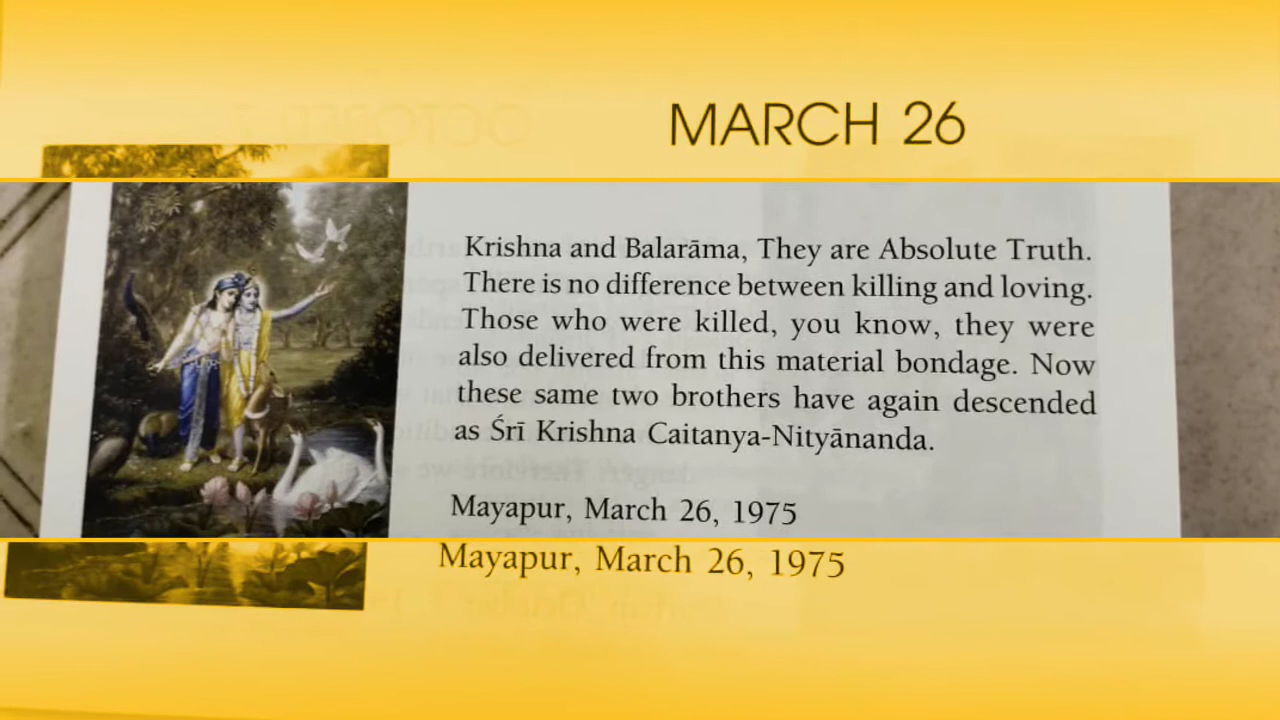 MARCH 26
Krishna and Balarāma, They are Absolute Truth.
There is no difference between killing and loving.
Those who were killed, you know, they were
also delivered from this material bondage. Now
these same two brothers have again descended
as Śrī Krishna Caitanya-Nityānanda.
Mayapur, March 26, 1975
Mayapur, March 26, 1975